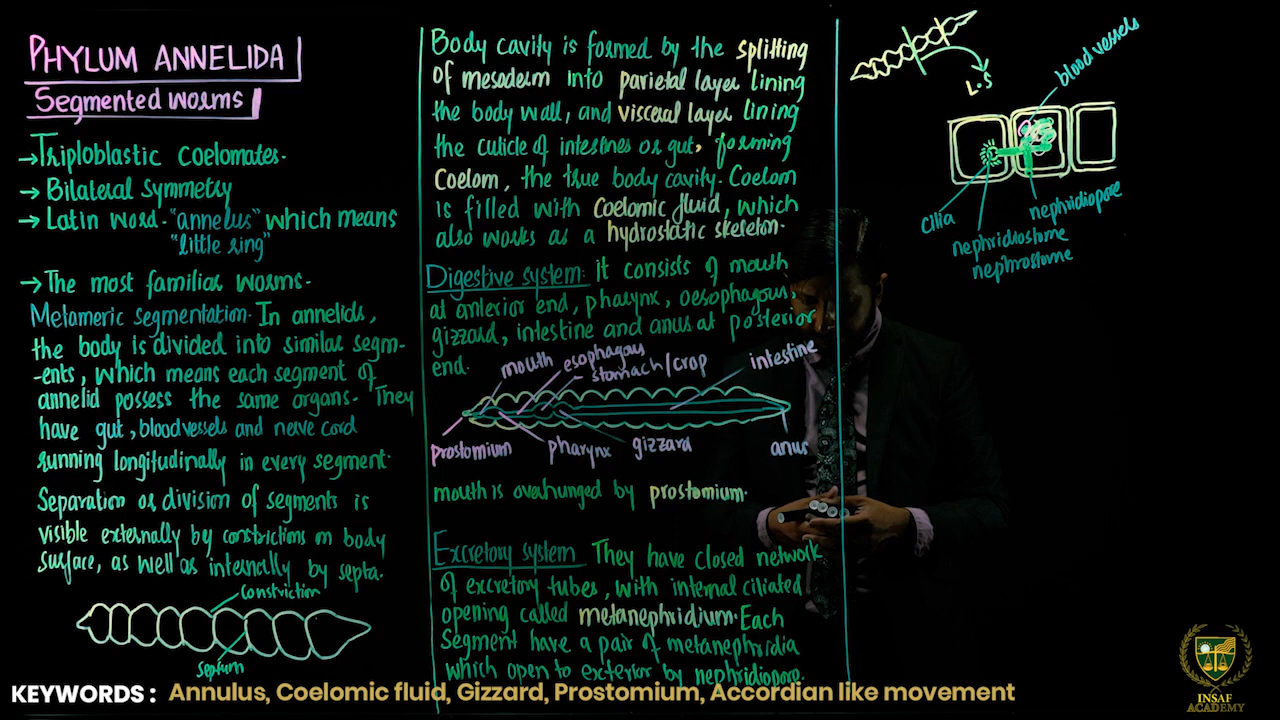 PHYLUM ANNELIDA
Segmented worms
→Triploblastic coelomates.
→ Bilateral symmetry
→ Latin word. "annelus" which means
"little ring"
→The most familiar worms.
Metameric segmentation. In annelids,
the body is divided into similar segm-
-ents, which means each segment of
annelid possess the same organs. They
have gut, blood vessels and nerve cord
running longitudinally in every segment.
Separation or division of segments is
visible externally by constrictions on body
surface, as well as internally by septa.
constriction
septum
Body cavity is formed by the splitting
of mesoderm into parietal layer lining
the body wall, and visceral layer lining
the cuticle of intestines or gut, forming
Coelom, the true body cavity. Coelom
is filled with Coelomic fluid, which
also works as a hydrostatic skeleton.
Digestive system: it consists of mouth
at anterior end, pharynx, oesophagous,
gizzard, intestine and anus at posterior
end.
mouth esophagous stomach/crop intestine
prostomium pharynx gizzard anus
mouth is overhunged by prostomium.
Excretory system They have closed network
of excretory tubes, with internal ciliated
opening called metanephridium. Each
Segment have a pair of metanephridia
which open to exterior by nephridiopore.
L.S
blood vessels
cilia
nephridiopore
nephridiostome
nephrostome
KEYWORDS : Annulus, Coelomic fluid, Gizzard, Prostomium, Accordian like movement
INSAF
ACADEMY